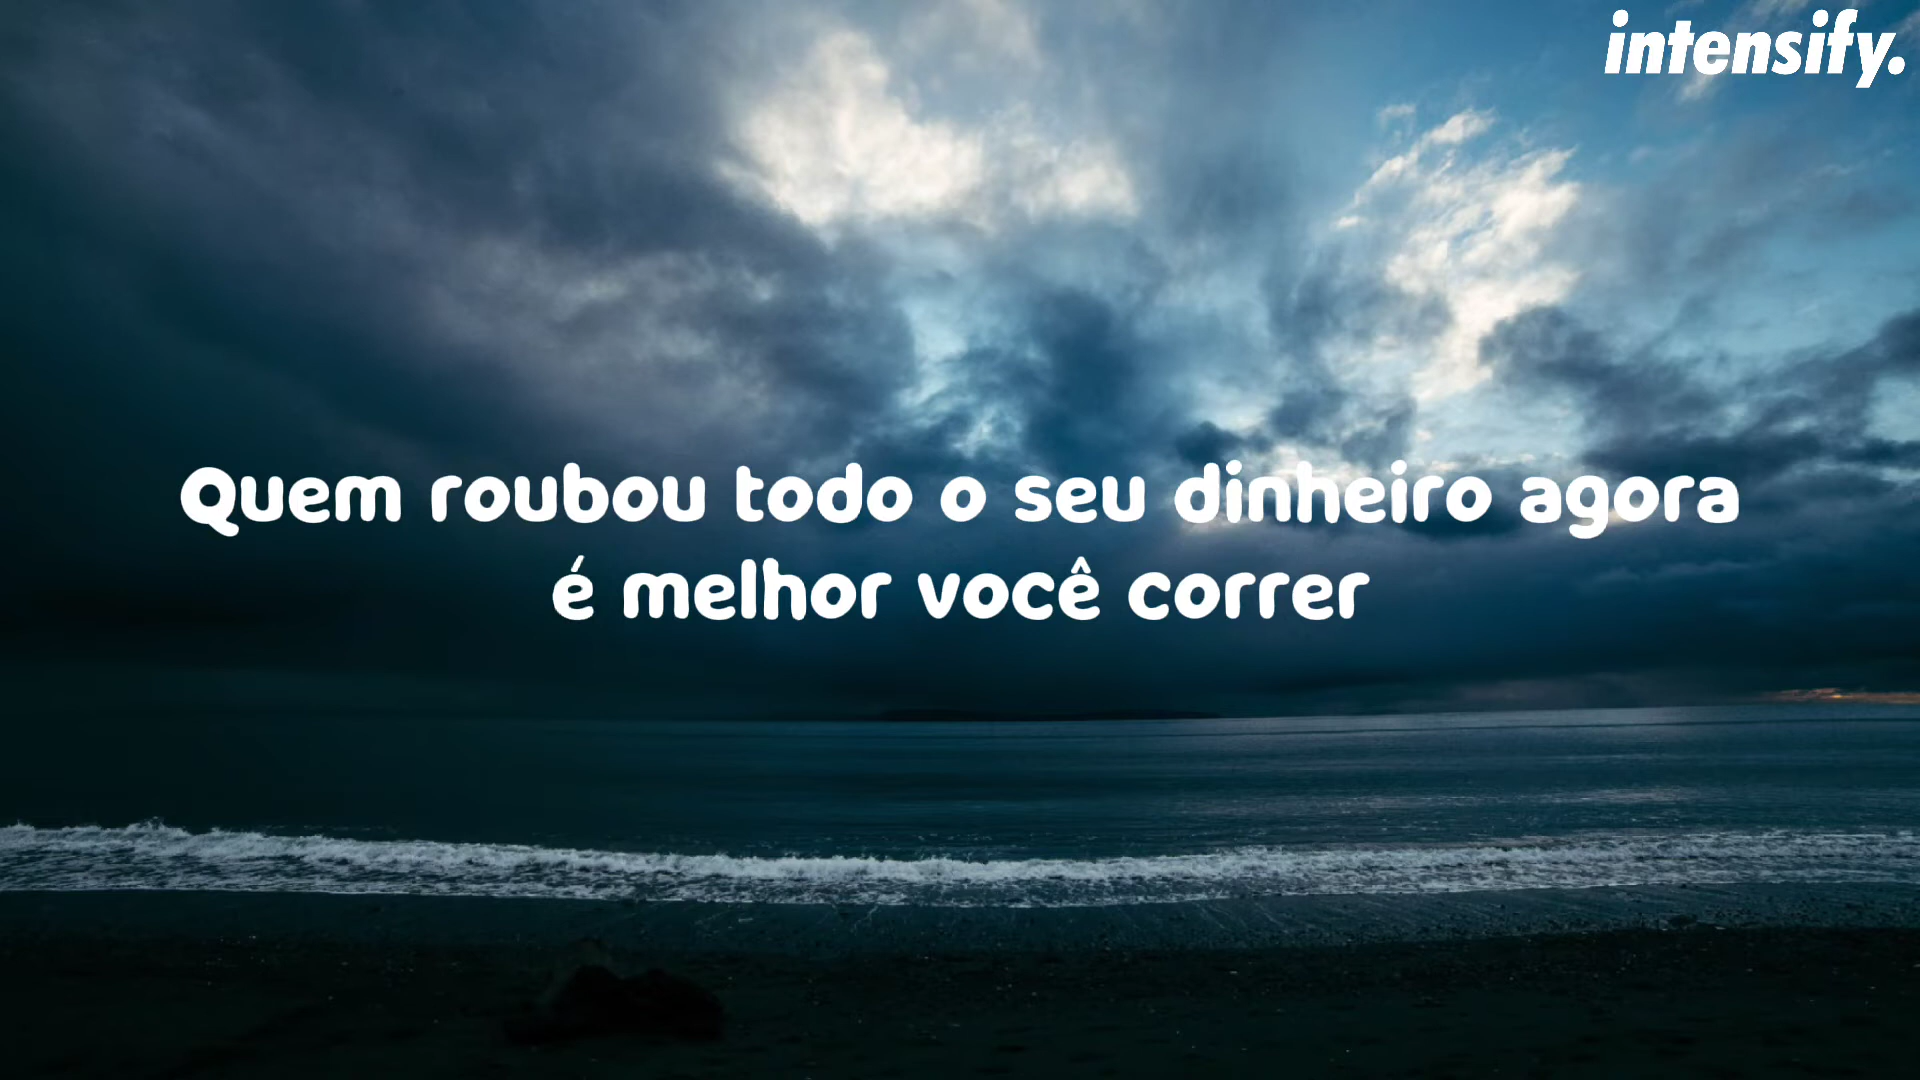 intensify.
Quem roubou todo o seu dinheiro agora
é melhor você correr